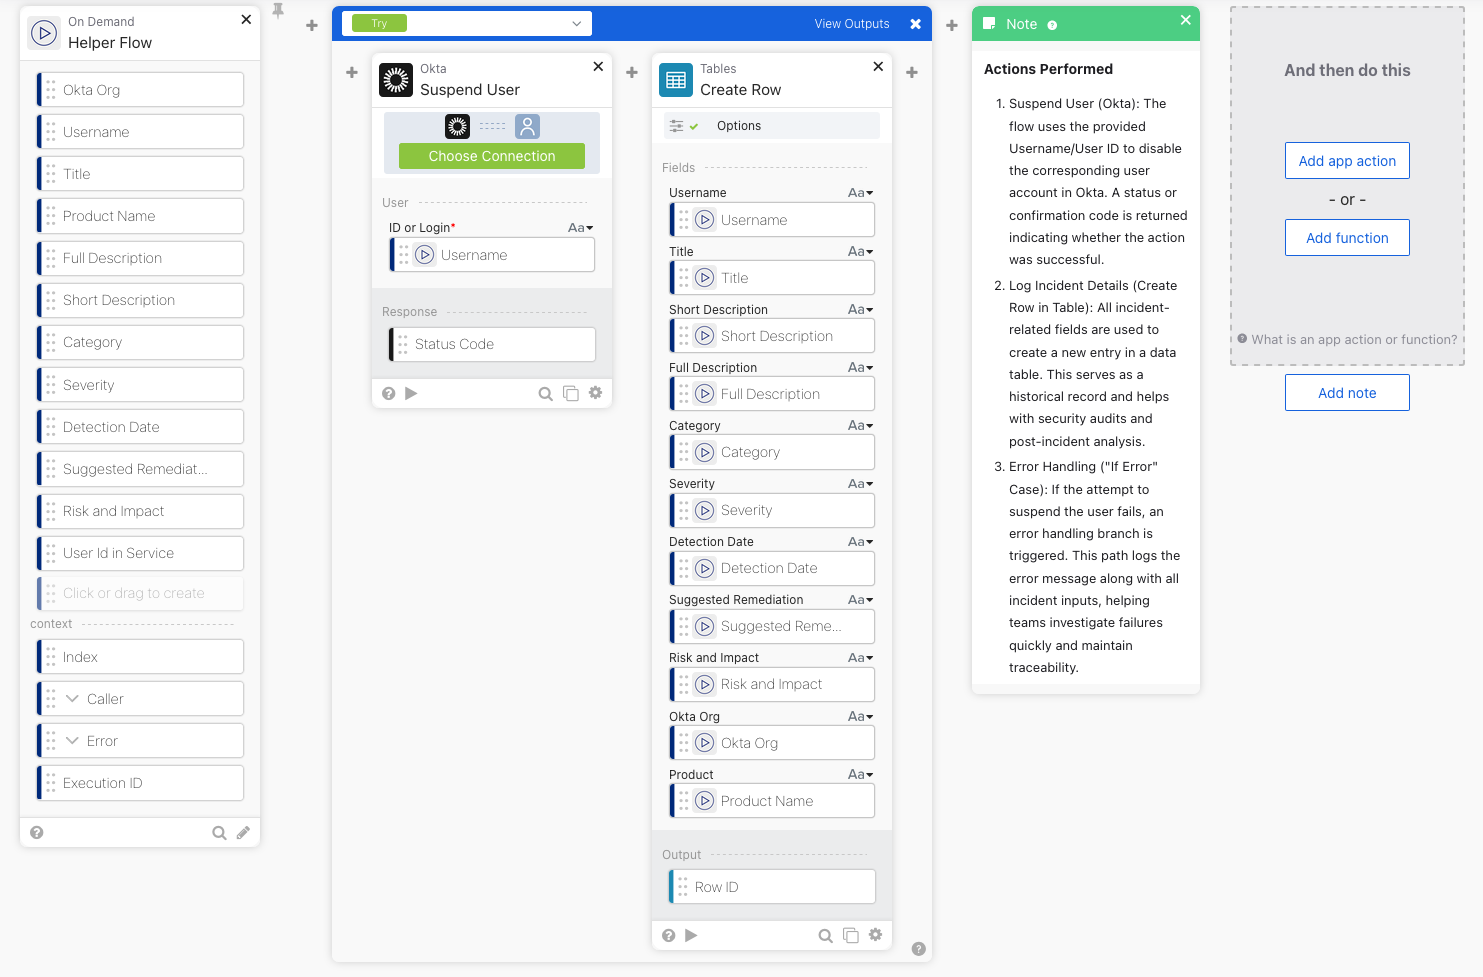 On Demand
Helper Flow
Okta Org
Username
Title
Product Name
Full Description
Short Description
Category
Severity
Detection Date
Suggested Remediat...
Risk and Impact
User Id in Service
Click or drag to create
context
Index
Caller
Error
Execution ID
Try
View Outputs
Okta
Suspend User
Choose Connection
User
ID or Login*
Aa
Username
Response
Status Code
Tables
Create Row
Options
Fields
Username
Aa
Username
Title
Aa
Title
Short Description
Aa
Short Description
Full Description
Aa
Full Description
Category
Aa
Category
Severity
Aa
Severity
Detection Date
Aa
Detection Date
Suggested Remediation
Aa
Suggested Reme...
Risk and Impact
Aa
Risk and Impact
Okta Org
Aa
Okta Org
Product
Aa
Product Name
Output
Row ID
Note
Actions Performed
1. Suspend User (Okta): The
flow uses the provided
Username/User ID to disable
the corresponding user
account in Okta. A status or
confirmation code is returned
indicating whether the action
was successful.
2. Log Incident Details (Create
Row in Table): All incident-
related fields are used to
create a new entry in a data
table. This serves as a
historical record and helps
with security audits and
post-incident analysis.
3. Error Handling ("If Error"
Case): If the attempt to
suspend the user fails, an
error handling branch is
triggered. This path logs the
error message along with all
incident inputs, helping
teams investigate failures
quickly and maintain
traceability.
And then do this
Add app action
- or -
Add function
What is an app action or function?
Add note